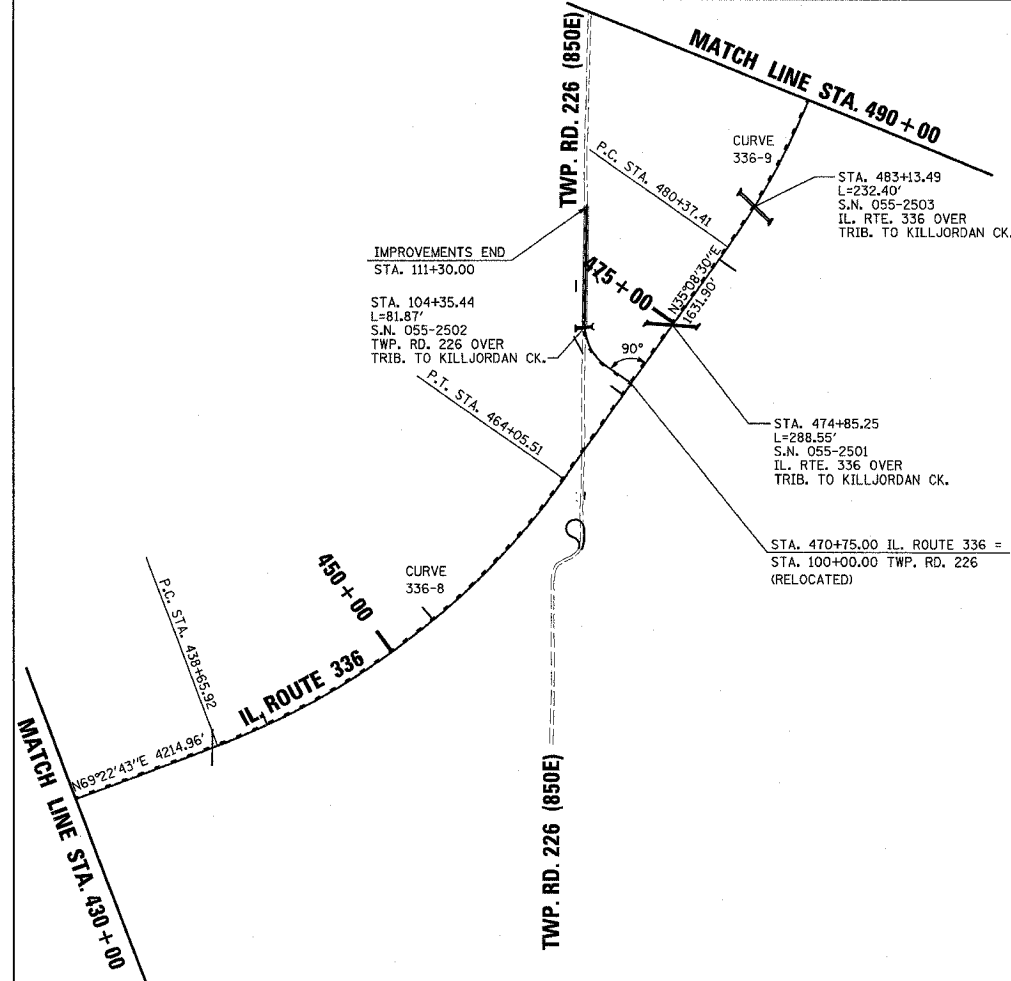 MATCH LINE STA. 490+00
TWP. RD. 226 (850E)
CURVE
336-9
P.C. STA. 480+37.41
STA. 483+13.49
L=232.40'
S.N. 055-2503
IL. RTE. 336 OVER
TRIB. TO KILLJORDAN CK.
IMPROVEMENTS END
STA. 111+30.00
475+00
N35°08'30"E
1631.90'
STA. 104+35.44
L=81.87'
S.N. 055-2502
TWP. RD. 226 OVER
TRIB. TO KILLJORDAN CK.
90°
P.T. STA. 464+05.51
STA. 474+85.25
L=288.55'
S.N. 055-2501
IL. RTE. 336 OVER
TRIB. TO KILLJORDAN CK.
STA. 470+75.00 IL. ROUTE 336 =
STA. 100+00.00 TWP. RD. 226
(RELOCATED)
450+00
CURVE
336-8
P.C. STA. 438+65.92
IL. ROUTE 336
N69°22'43"E 4214.96'
MATCH LINE STA. 430+00
TWP. RD. 226 (850E)